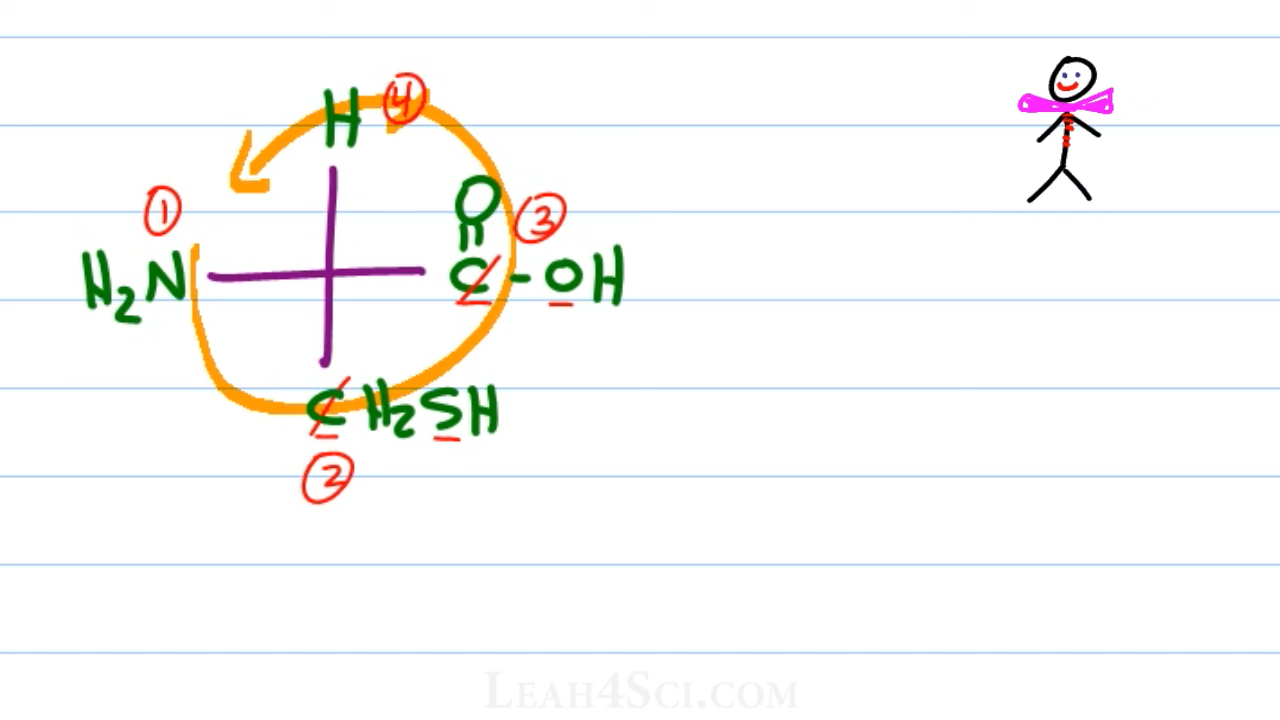 H ④
① O ③
H₂N C-OH
CH₂SH
②
LEAH4SCI.COM